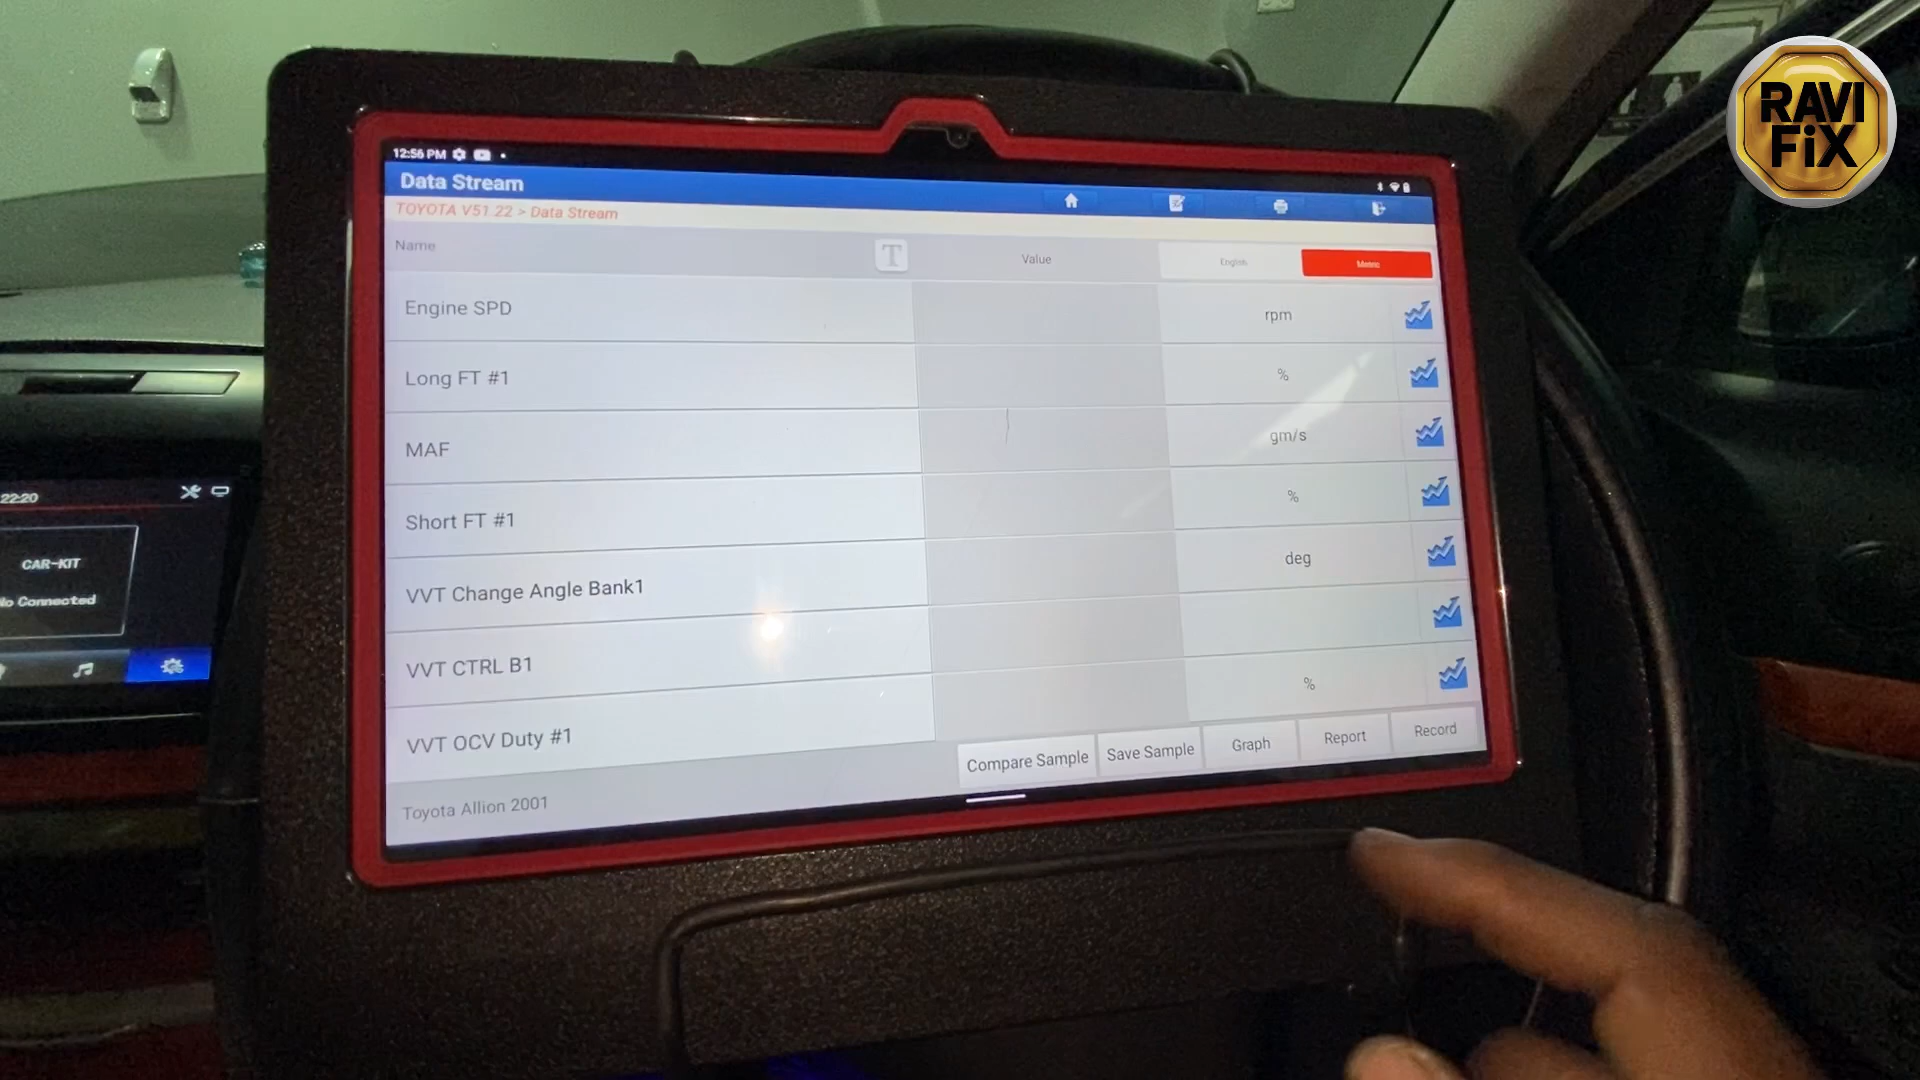 RAVI
FiX
12:56 PM
Data Stream
TOYOTA V51.22 > Data Stream
Name
T
Value
English
Metric
Engine SPD
rpm
Long FT #1
%
MAF
gm/s
Short FT #1
%
VVT Change Angle Bank1
deg
VVT CTRL B1
VVT OCV Duty #1
%
Compare Sample
Save Sample
Graph
Report
Record
Toyota Allion 2001
22:20
CAR-KIT
No Connected